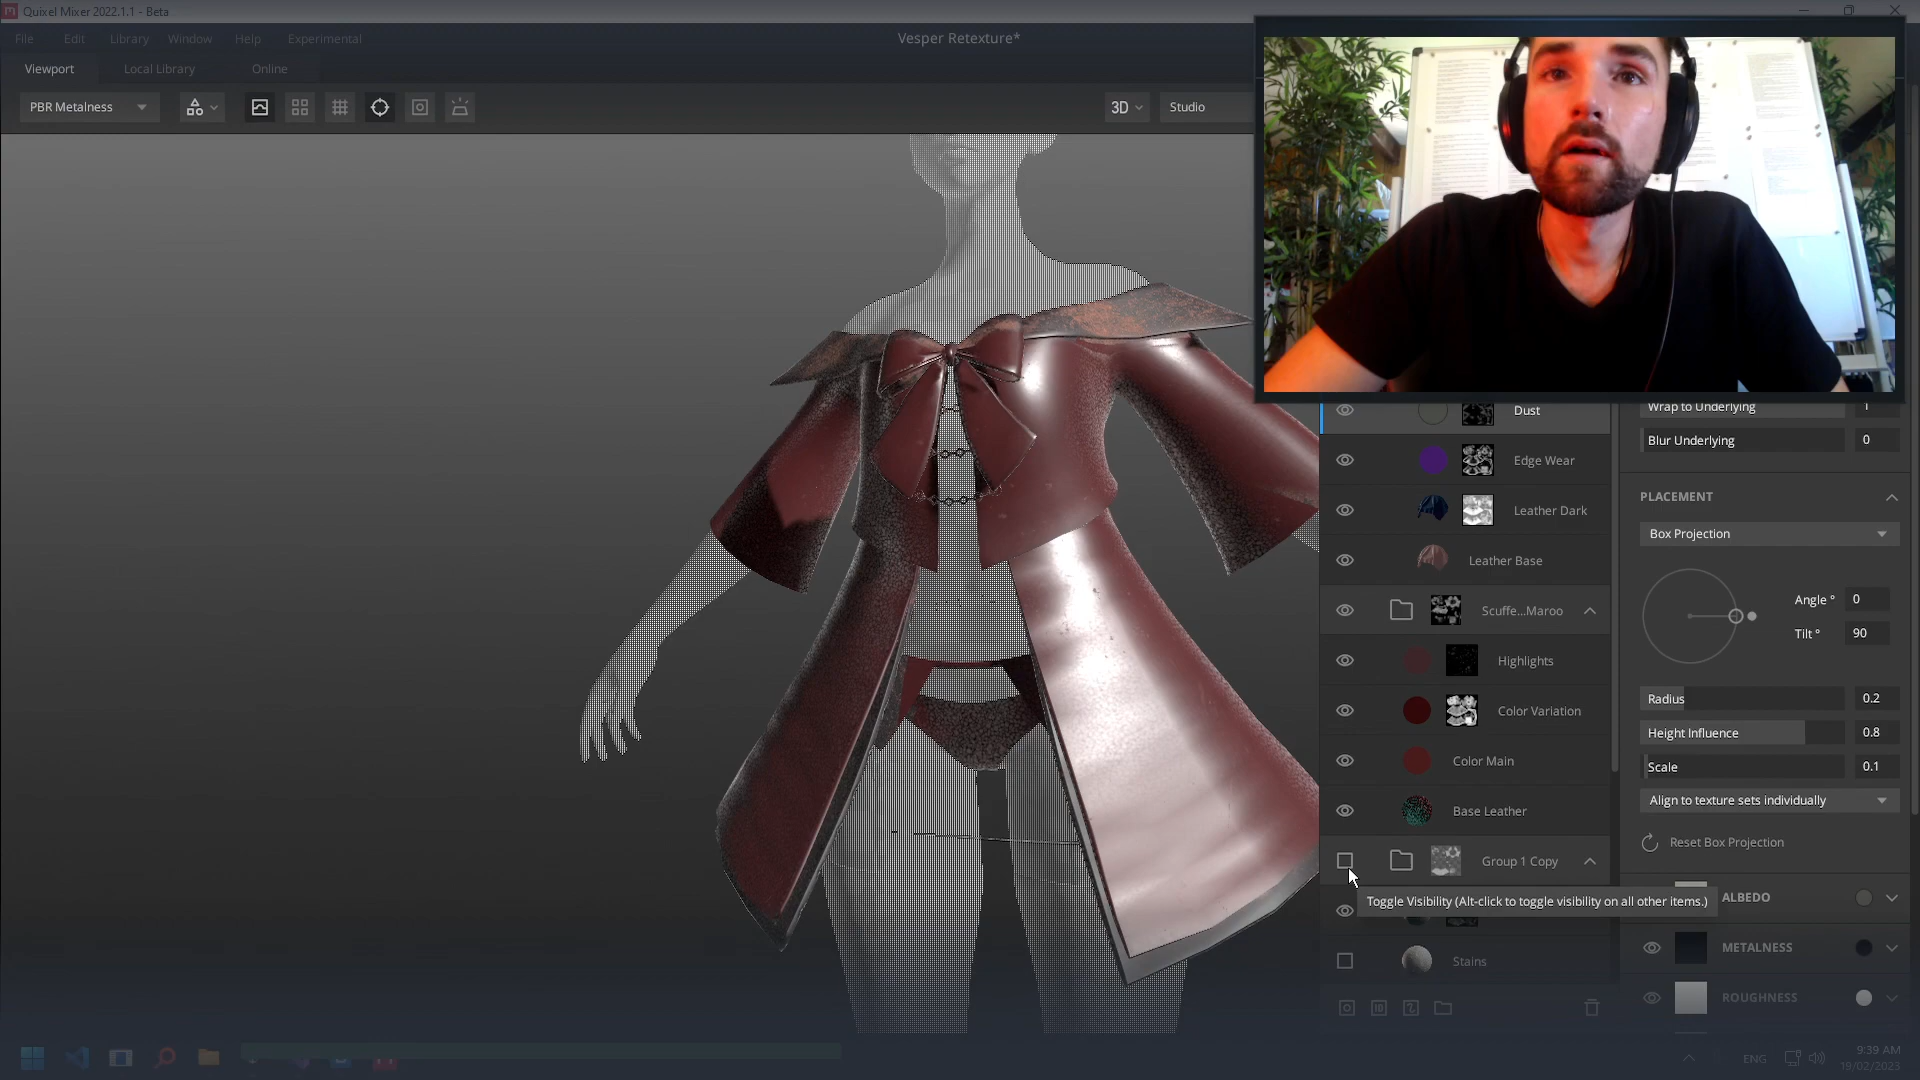 Quixel Mixer 2022.1.1 - Beta
File Edit Library Window Help Experimental
Vesper Retexture*
Viewport Local Library Online
PBR Metalness
3D Studio
Dust
Edge Wear
Leather Dark
Leather Base
Scuffe...Maroo
Highlights
Color Variation
Color Main
Base Leather
Group 1 Copy
Toggle Visibility (Alt-click to toggle visibility on all other items.)
Stains
Wrap to Underlying 1
Blur Underlying 0
PLACEMENT
Box Projection
Angle ° 0
Tilt ° 90
Radius 0.2
Height Influence 0.8
Scale 0.1
Align to texture sets individually
Reset Box Projection
ALBEDO
METALNESS
ROUGHNESS
ENG
9:39 AM
19/02/2023